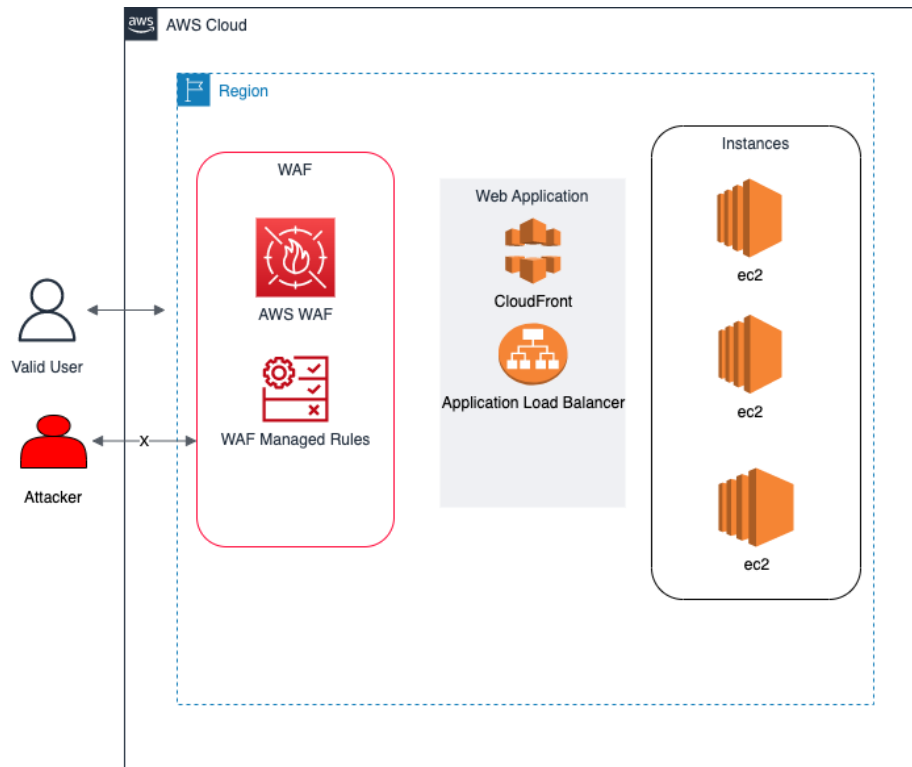 aws
AWS Cloud
Region
WAF
AWS WAF
WAF Managed Rules
Valid User
X
Attacker
Web Application
CloudFront
Application Load Balancer
Instances
ec2
ec2
ec2